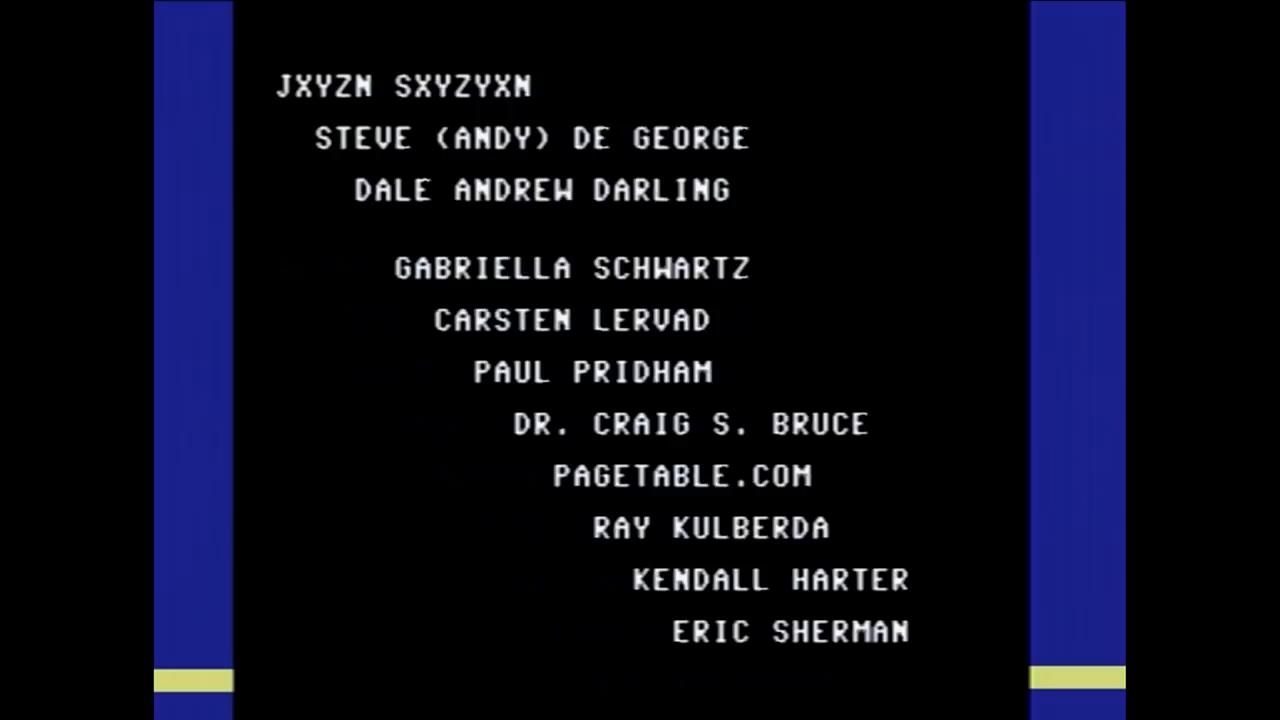 JXYZN SXYZYXN
STEVE (ANDY) DE GEORGE
DALE ANDREW DARLING
GABRIELLA SCHWARTZ
CARSTEN LERVAD
PAUL PRIDHAM
DR. CRAIG S. BRUCE
PAGETABLE.COM
RAY KULBERDA
KENDALL HARTER
ERIC SHERMAN